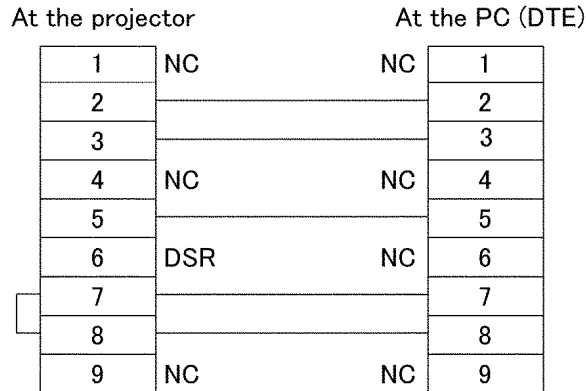 At the projector At the PC (DTE)
1 NC NC 1
2 2
3 3
4 NC NC 4
5 5
6 DSR NC 6
7 7
8 8
9 NC NC 9